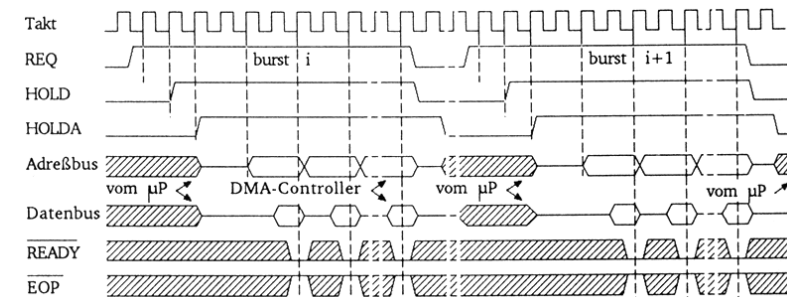 Takt
REQ burst i burst i+1
HOLD
HOLDA
Adreßbus
vom µP DMA-Controller vom µP vom µP
Datenbus
READY
EOP